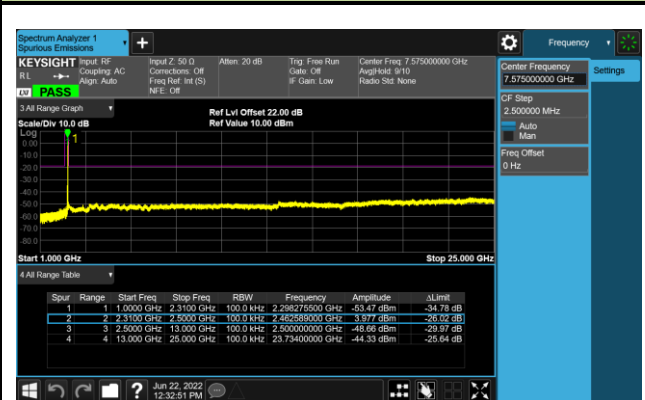 Spectrum Analyzer 1
Spurious Emissions
Frequency
KEYSIGHT
RL
Input: RF
Coupling: AC
Align: Auto
Input Z: 50 Ω
Corrections: Off
Freq Ref: Int (S)
NFE: Off
Atten: 20 dB
Trig: Free Run
Gate: Off
IF Gain: Low
Center Freq: 7.575000000 GHz
Avg|Hold: 9/10
Radio Std: None
LXI PASS
3 All Range Graph
Scale/Div 10.0 dB
Ref Lvl Offset 22.00 dB
Ref Value 10.00 dBm
Log
1
0.00
-10.0
-20.0
-30.0
-40.0
-50.0
-60.0
-70.0
-80.0
Start 1.000 GHz
Stop 25.000 GHz
4 All Range Table
Spur Range Start Freq Stop Freq RBW Frequency Amplitude ΔLimit
1 1 1.0000 GHz 2.3100 GHz 100.0 kHz 2.298275500 GHz -53.47 dBm -34.78 dB
2 2 2.3100 GHz 2.5000 GHz 100.0 kHz 2.462589000 GHz 3.977 dBm -26.02 dB
3 3 2.5000 GHz 13.000 GHz 100.0 kHz 2.500000000 GHz -48.66 dBm -29.97 dB
4 4 13.000 GHz 25.000 GHz 100.0 kHz 23.73400000 GHz -44.33 dBm -25.64 dB
Jun 22, 2022
12:32:51 PM
Center Frequency
7.575000000 GHz
Settings
CF Step
2.500000 MHz
Auto
Man
Freq Offset
0 Hz